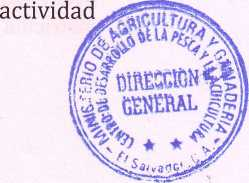 actividad
MINISTERIO DE AGRICULTURA Y GANADERIA
CENTRO DE DESARROLLO DE LA PESCA Y LA ACUICULTURA
DIRECCION
GENERAL
El Salvador, C.A.